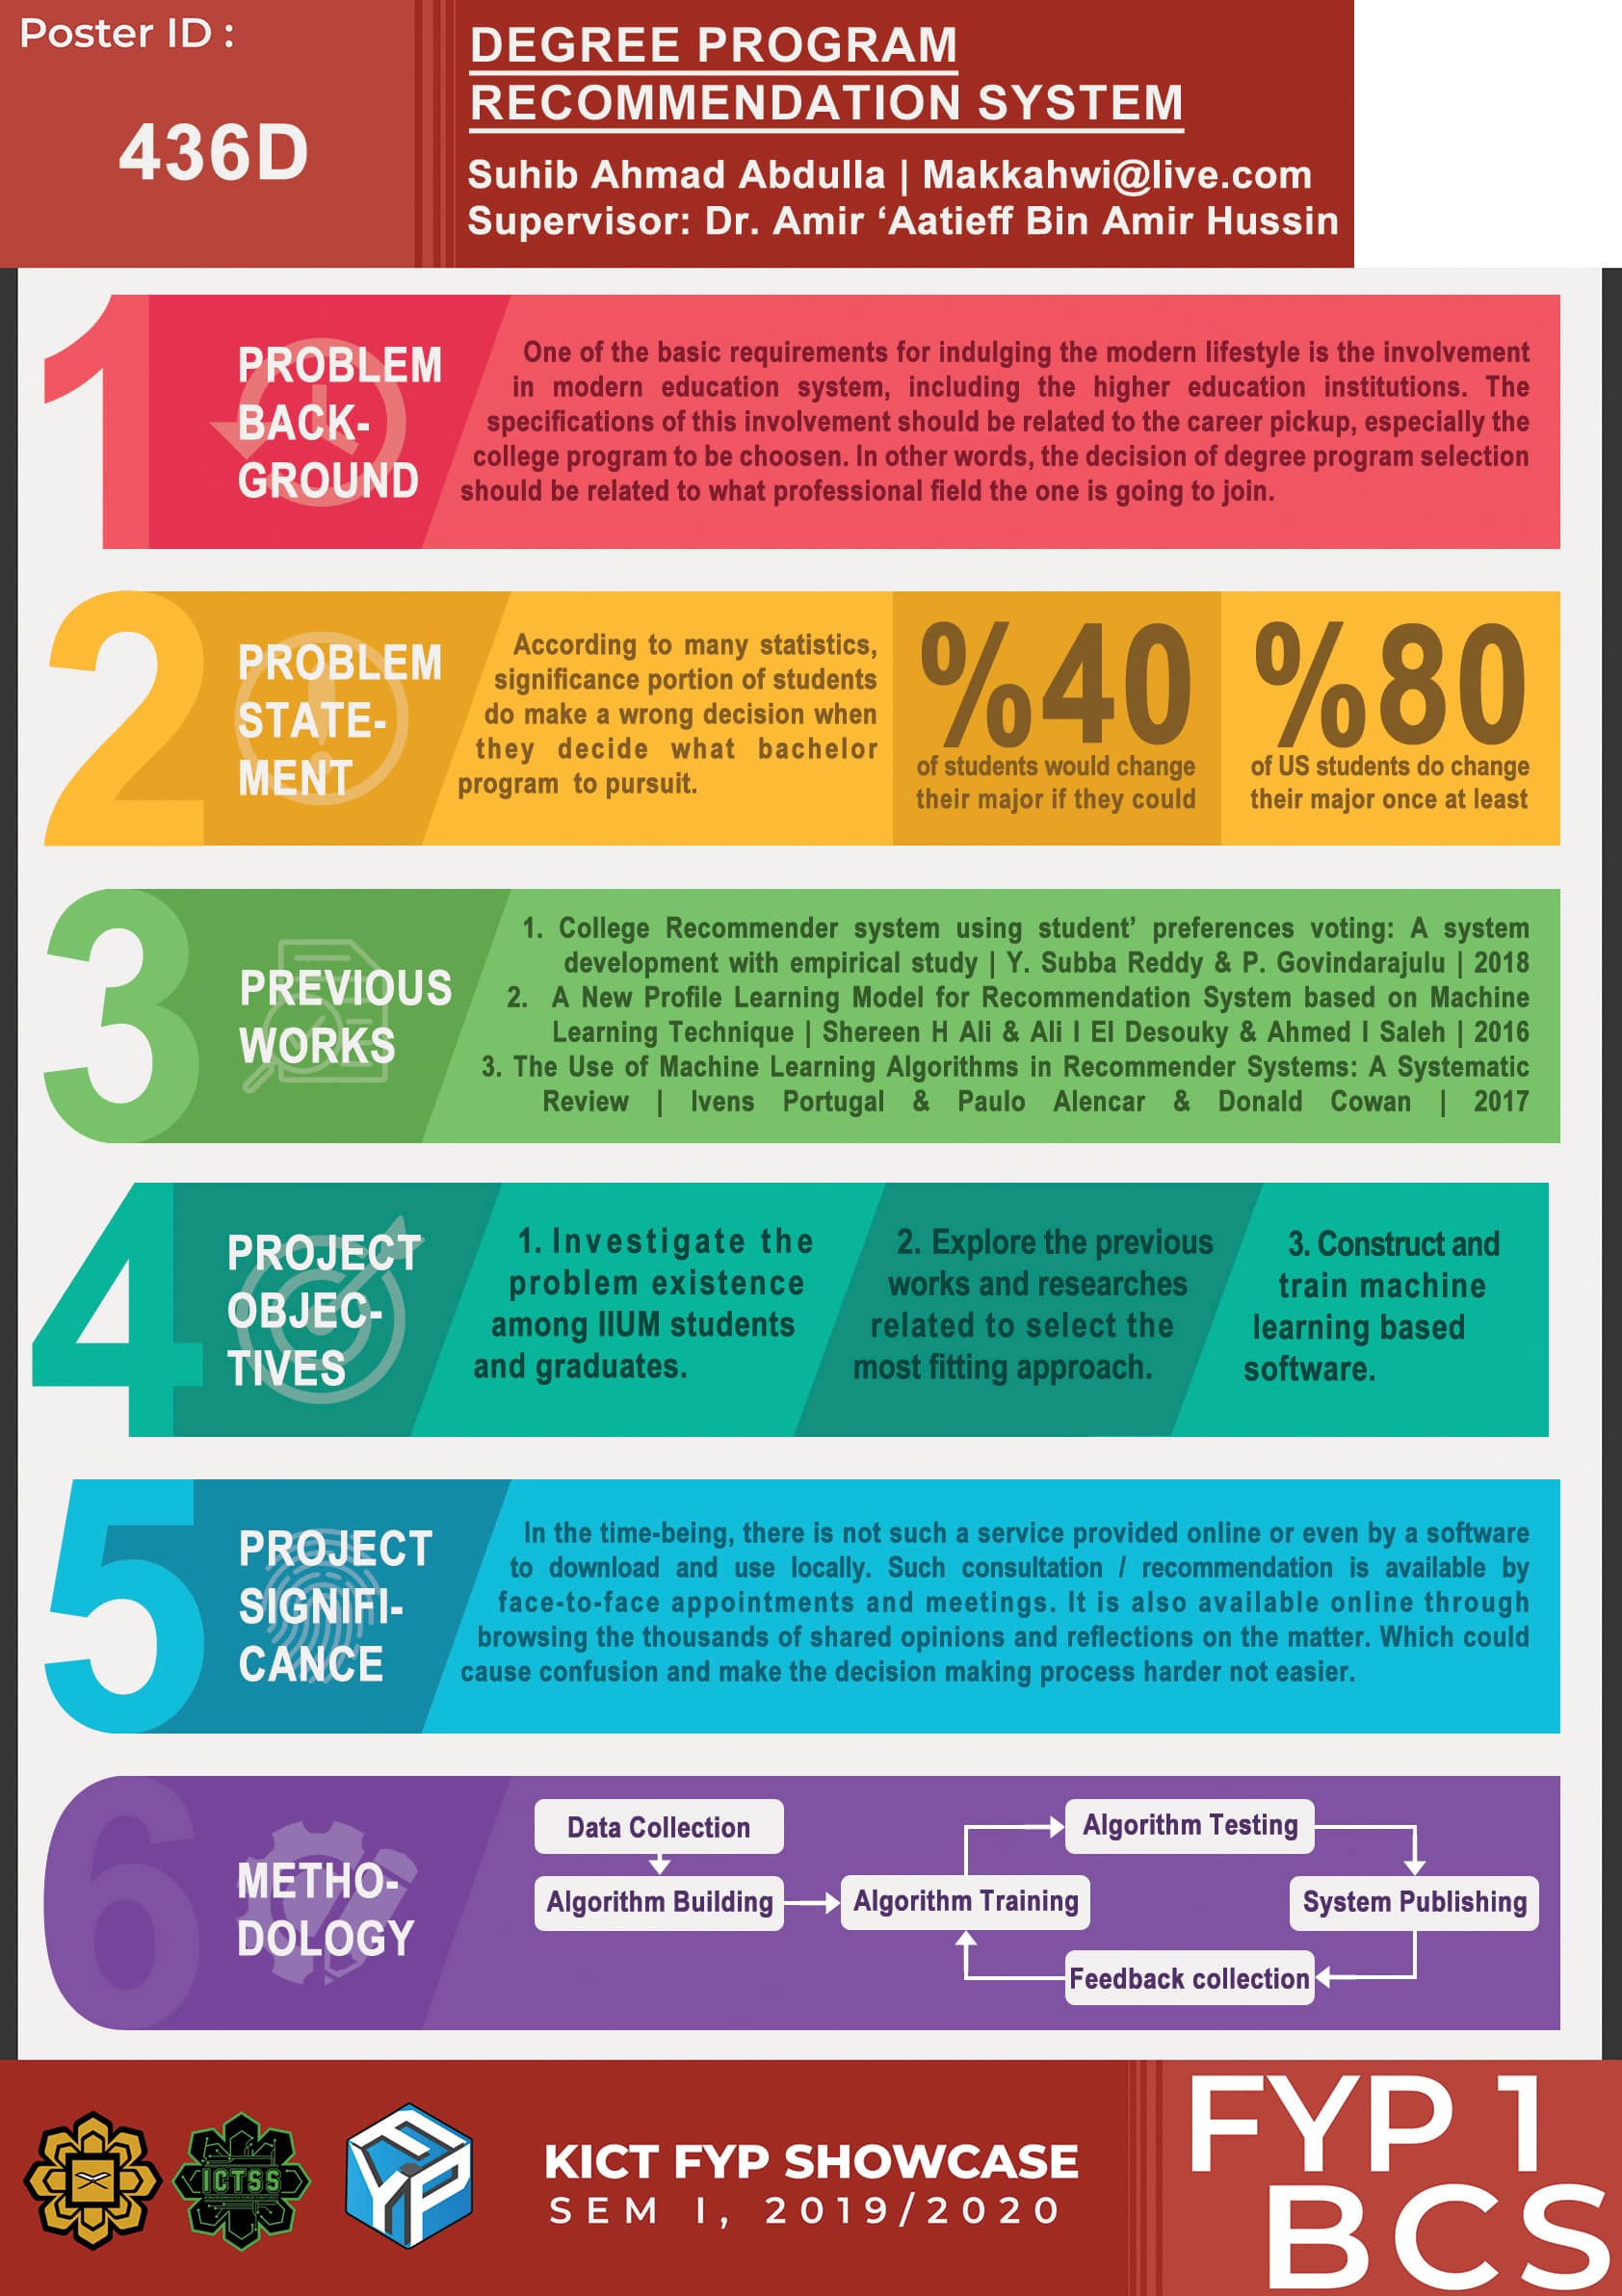 Poster ID :
436D
DEGREE PROGRAM
RECOMMENDATION SYSTEM
Suhib Ahmad Abdulla | Makkahwi@live.com
Supervisor: Dr. Amir ‘Aatieff Bin Amir Hussin
1
PROBLEM
BACK-
GROUND
One of the basic requirements for indulging the modern lifestyle is the involvement
in modern education system, including the higher education institutions. The
specifications of this involvement should be related to the career pickup, especially the
college program to be choosen. In other words, the decision of degree program selection
should be related to what professional field the one is going to join.
2
PROBLEM
STATE-
MENT
According to many statistics,
significance portion of students
do make a wrong decision when
they decide what bachelor
program to pursuit.
%40
of students would change
their major if they could
%80
of US students do change
their major once at least
3
PREVIOUS
WORKS
1. College Recommender system using student’ preferences voting: A system
development with empirical study | Y. Subba Reddy & P. Govindarajulu | 2018
2. A New Profile Learning Model for Recommendation System based on Machine
Learning Technique | Shereen H Ali & Ali I El Desouky & Ahmed I Saleh | 2016
3. The Use of Machine Learning Algorithms in Recommender Systems: A Systematic
Review | Ivens Portugal & Paulo Alencar & Donald Cowan | 2017
4
PROJECT
OBJEC-
TIVES
1. Investigate the
problem existence
among IIUM students
and graduates.
2. Explore the previous
works and researches
related to select the
most fitting approach.
3. Construct and
train machine
learning based
software.
5
PROJECT
SIGNIFI-
CANCE
In the time-being, there is not such a service provided online or even by a software
to download and use locally. Such consultation / recommendation is available by
face-to-face appointments and meetings. It is also available online through
browsing the thousands of shared opinions and reflections on the matter. Which could
cause confusion and make the decision making process harder not easier.
6
METHO-
DOLOGY
Data Collection
Algorithm Building
Algorithm Training
Algorithm Testing
System Publishing
Feedback collection
ICTSS
FYP
KICT FYP SHOWCASE
SEM I, 2019/2020
FYP 1
BCS